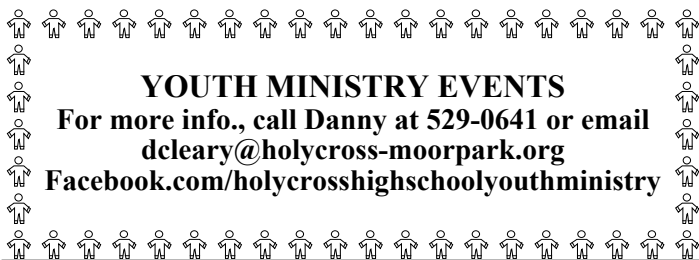 YOUTH MINISTRY EVENTS
For more info., call Danny at 529-0641 or email
dcleary@holycross-moorpark.org
Facebook.com/holycrosshighschoolyouthministry